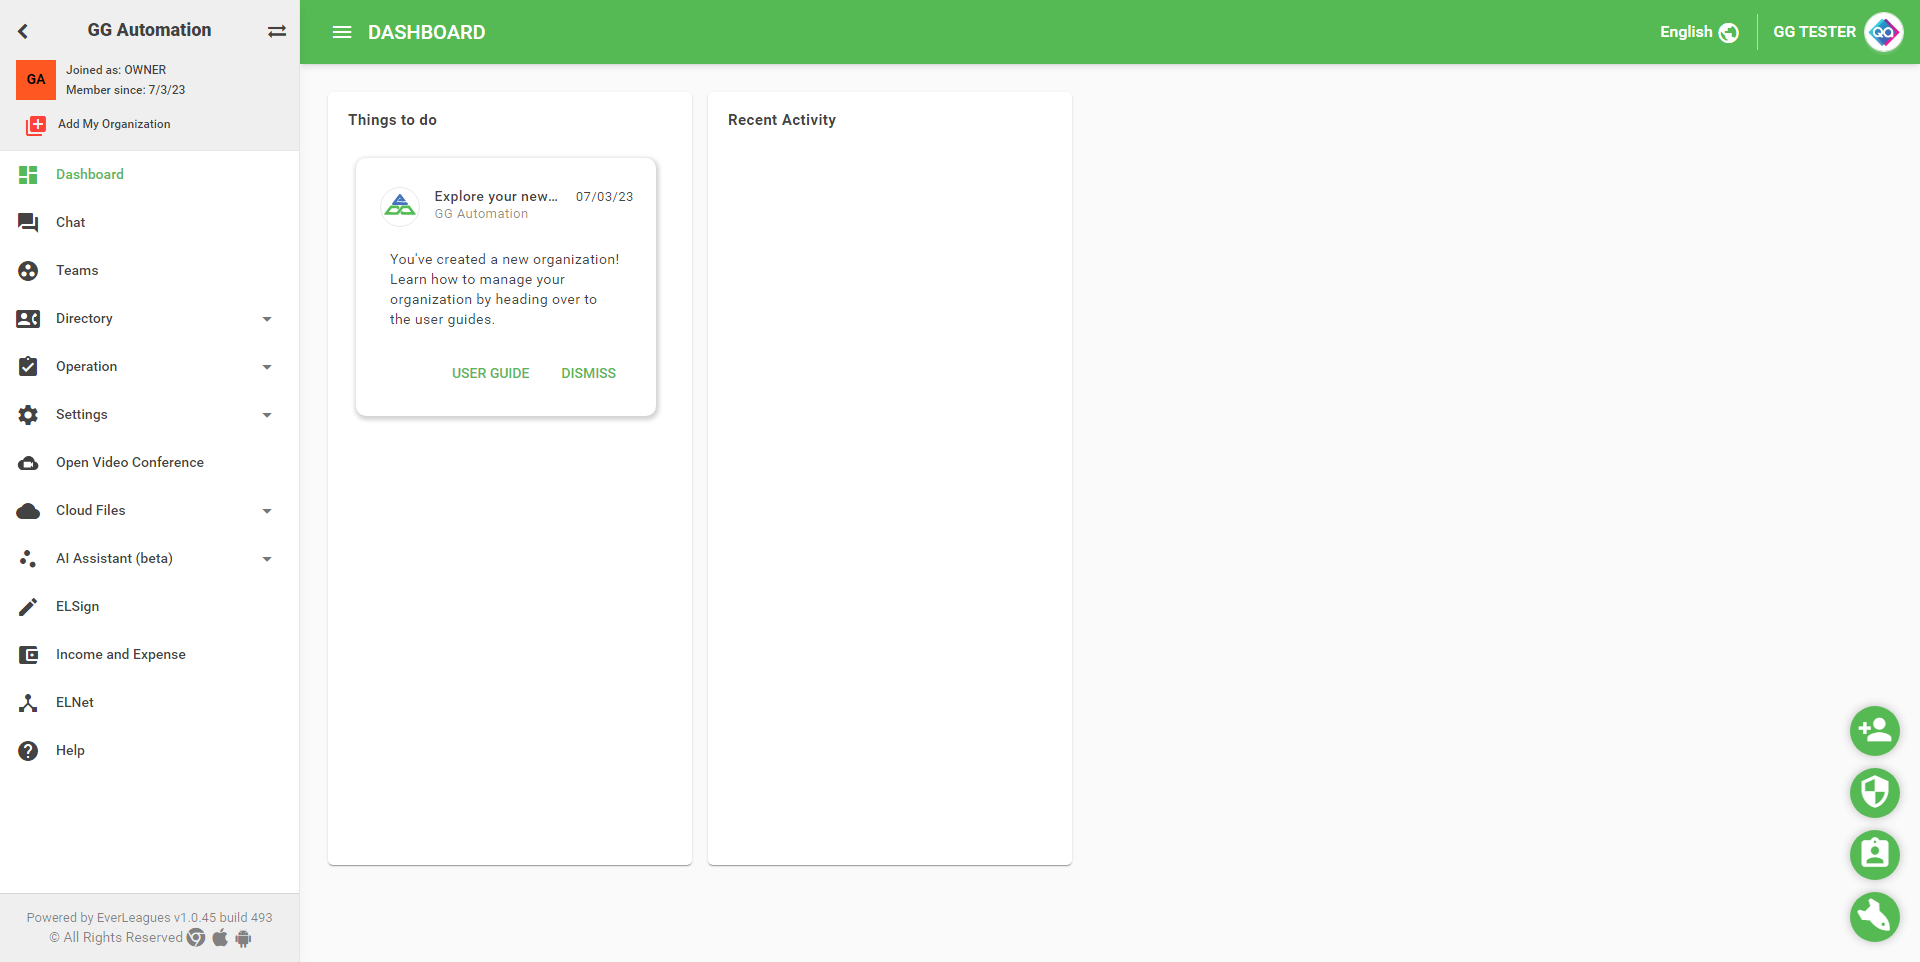 GG Automation
GA
Joined as: OWNER
Member since: 7/3/23
Add My Organization
Dashboard
Chat
Teams
Directory
Operation
Settings
Open Video Conference
Cloud Files
AI Assistant (beta)
ELSign
Income and Expense
ELNet
Help
Powered by EverLeagues v1.0.45 build 493
© All Rights Reserved
DASHBOARD
English
GG TESTER
QA
Things to do
Explore your new... 07/03/23
GG Automation
You've created a new organization!
Learn how to manage your
organization by heading over to
the user guides.
USER GUIDE DISMISS
Recent Activity